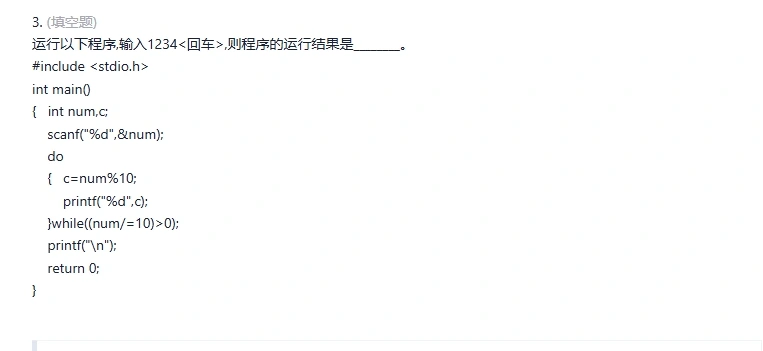 3. (填空题)
运行以下程序,输入1234<回车>,则程序的运行结果是_______。
#include <stdio.h>
int main()
{   int num,c;
scanf("%d",&num);
do
{   c=num%10;
printf("%d",c);
}while((num/=10)>0);
printf("\n");
return 0;
}